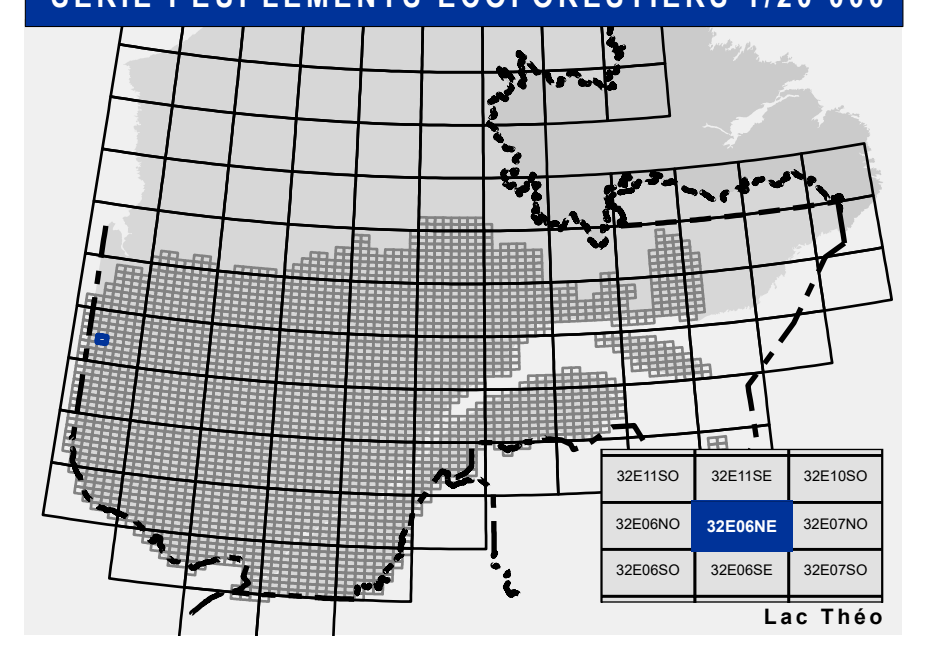 SÉRIE PEUPLEMENTS ÉCOFORESTIERS 1/20 000
32E11SO 32E11SE 32E10SO
32E06NO 32E06NE 32E07NO
32E06SO 32E06SE 32E07SO
Lac Théo